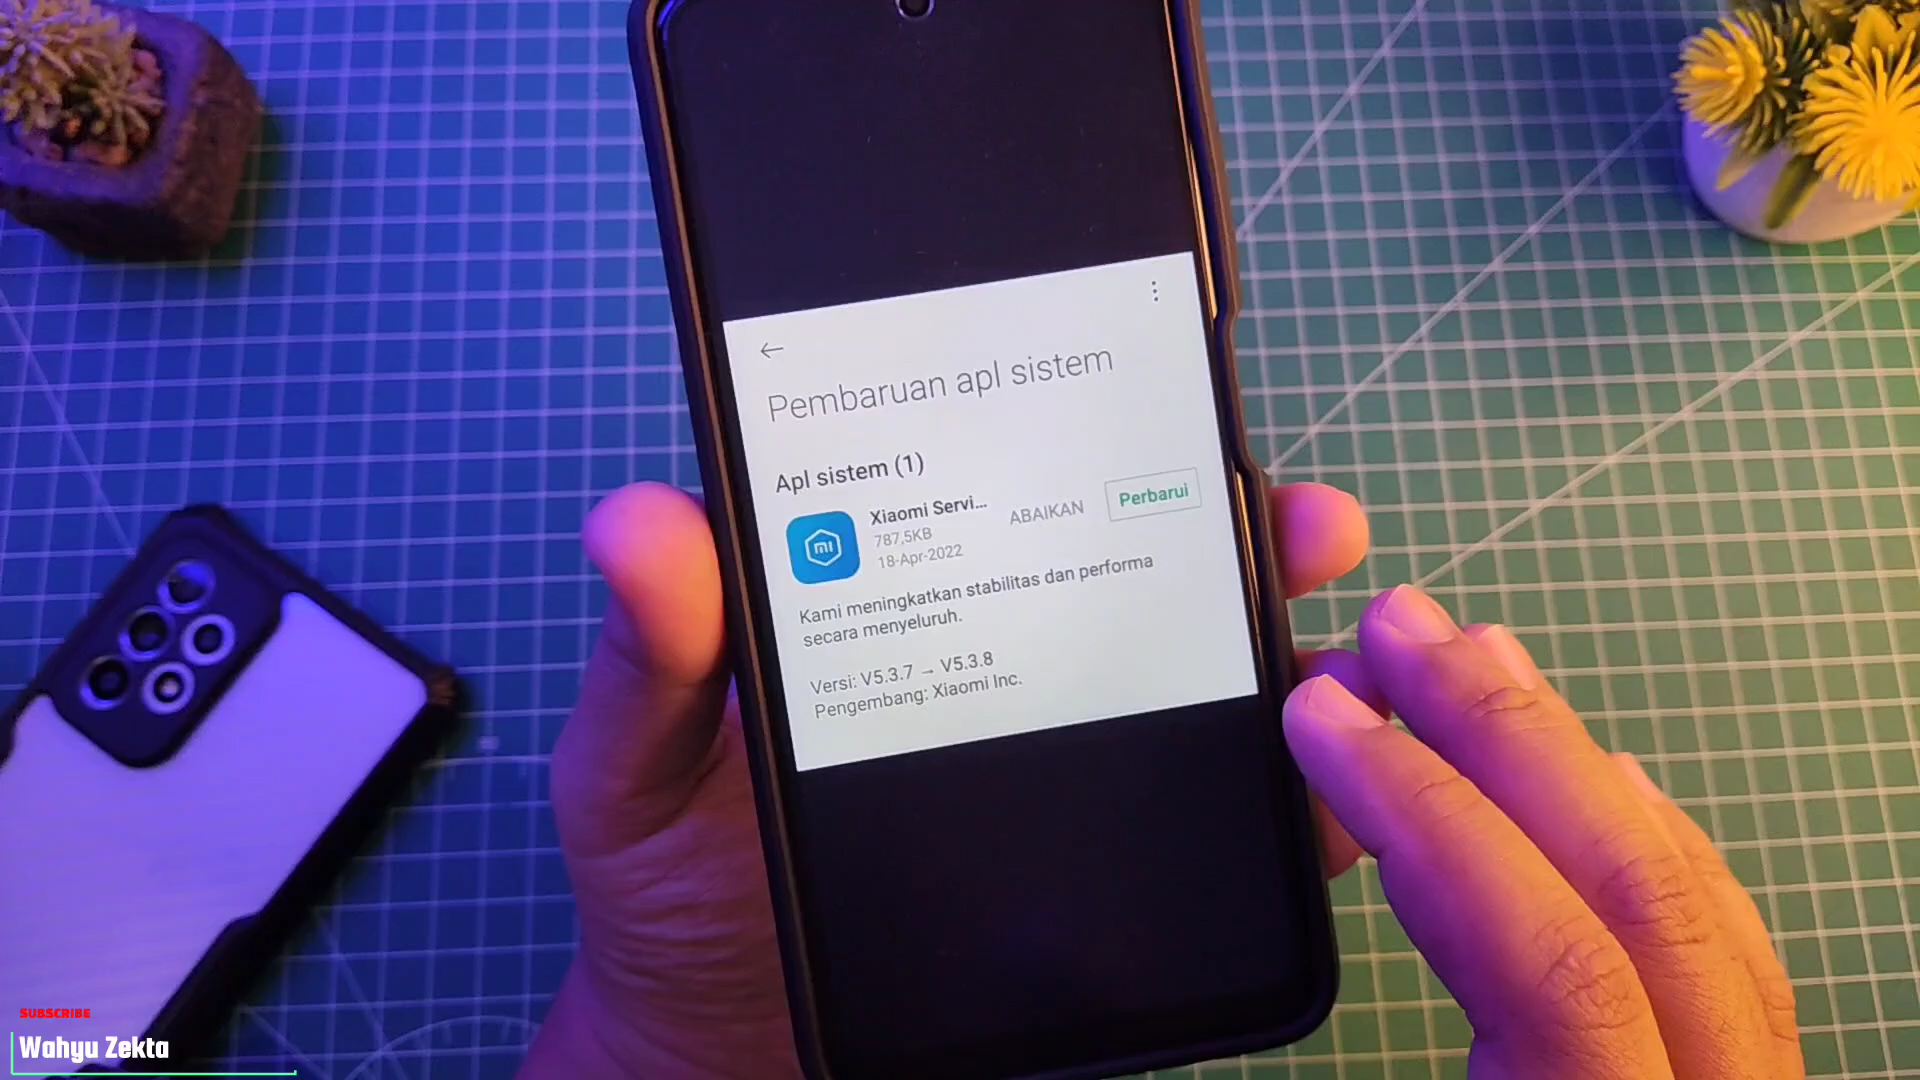 Pembaruan apl sistem
Apl sistem (1)
Xiaomi Servi...
787,5KB
18-Apr-2022
ABAIKAN
Perbarui
Kami meningkatkan stabilitas dan performa
secara menyeluruh.
Versi: V5.3.7 → V5.3.8
Pengembang: Xiaomi Inc.
SUBSCRIBE
Wahyu Zekta